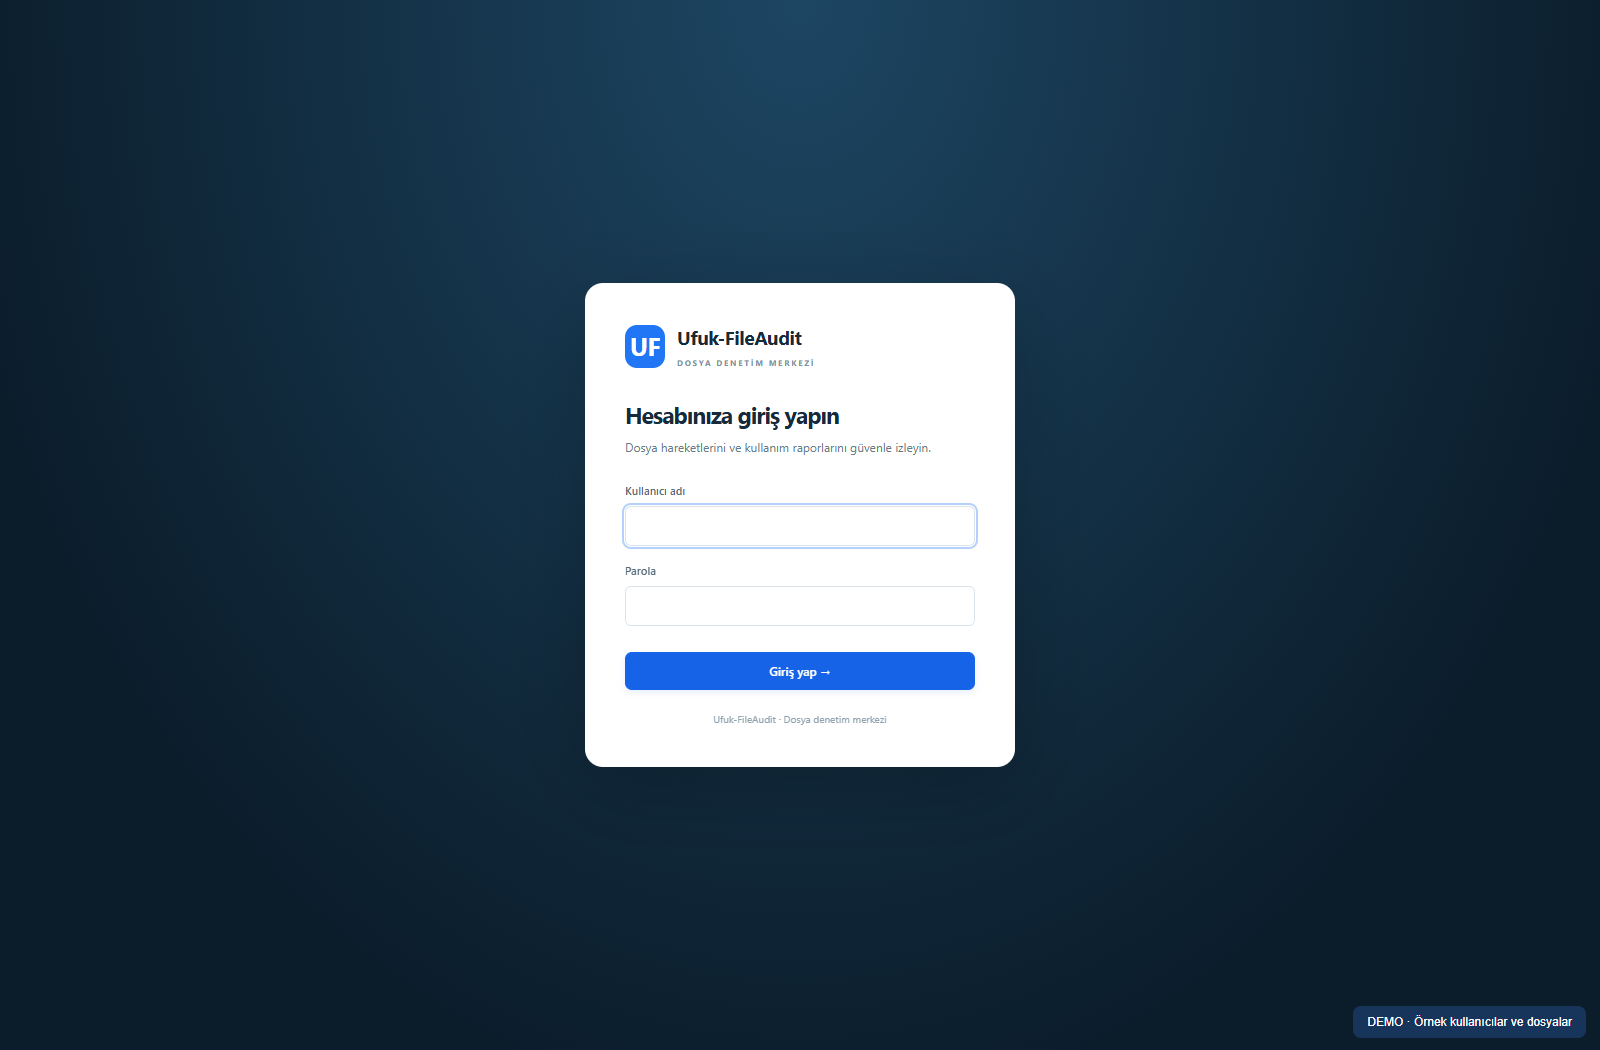 UF
Ufuk-FileAudit
DOSYA DENETİM MERKEZİ
Hesabınıza giriş yapın
Dosya hareketlerini ve kullanım raporlarını güvenle izleyin.
Kullanıcı adı
Parola
Giriş yap →
Ufuk-FileAudit · Dosya denetim merkezi
DEMO · Örnek kullanıcılar ve dosyalar